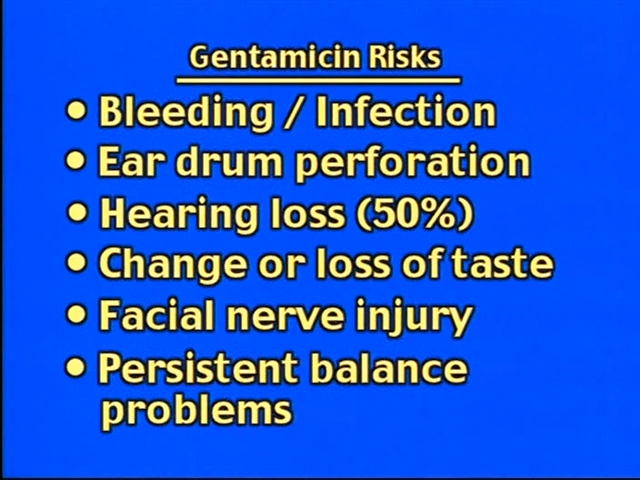 Gentamicin Risks
• Bleeding / Infection
• Ear drum perforation
• Hearing loss (50%)
• Change or loss of taste
• Facial nerve injury
• Persistent balance
problems